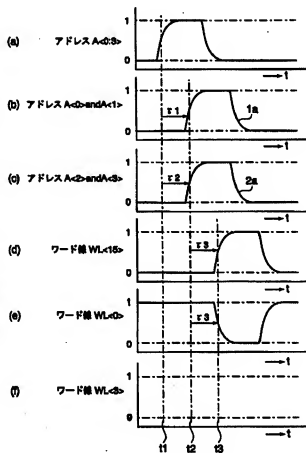 (a) アドレス A<0:3> 1 0 → t
(b) アドレス A<0>andA<1> 1 0 τ1 1a → t
(c) アドレス A<2>andA<3> 1 0 τ2 2a → t
(d) ワード線 WL<15> 1 0 τ3 → t
(e) ワード線 WL<0> 1 0 τ3 → t
(f) ワード線 WL<3> 1 0 → t
t1 t2 t3